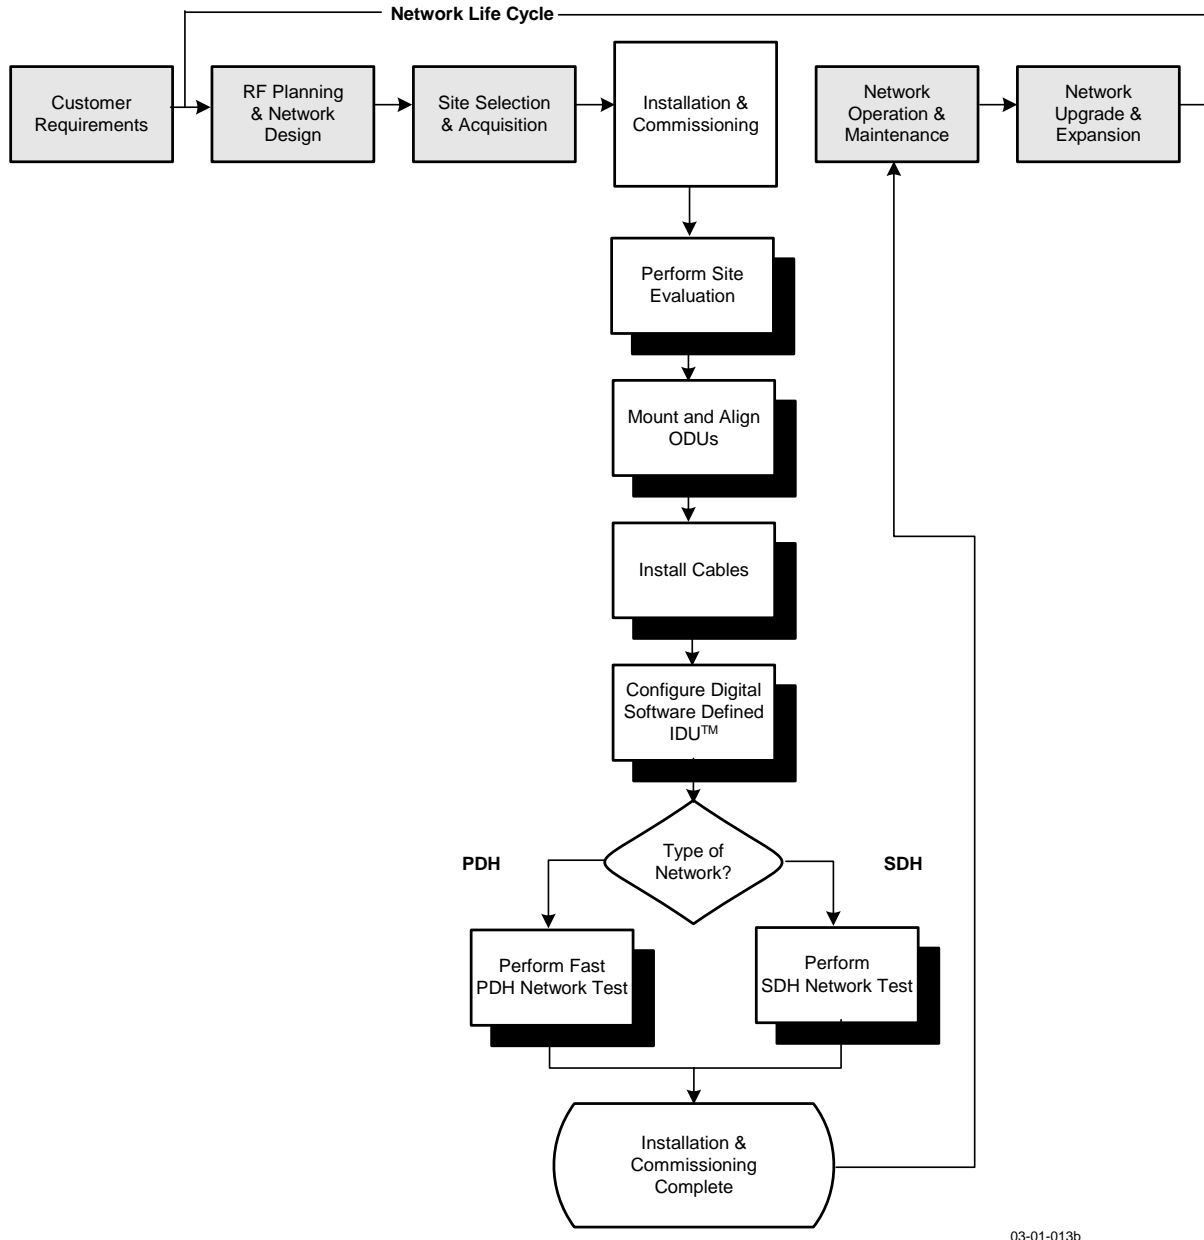 Network Life Cycle
Customer
Requirements
RF Planning
& Network
Design
Site Selection
& Acquisition
Installation &
Commissioning
Network
Operation &
Maintenance
Network
Upgrade &
Expansion
Perform Site
Evaluation
Mount and Align
ODUs
Install Cables
Configure Digital
Software Defined
IDU™
Type of
Network?
PDH
SDH
Perform Fast
PDH Network Test
Perform
SDH Network Test
Installation &
Commissioning
Complete
03-01-013b